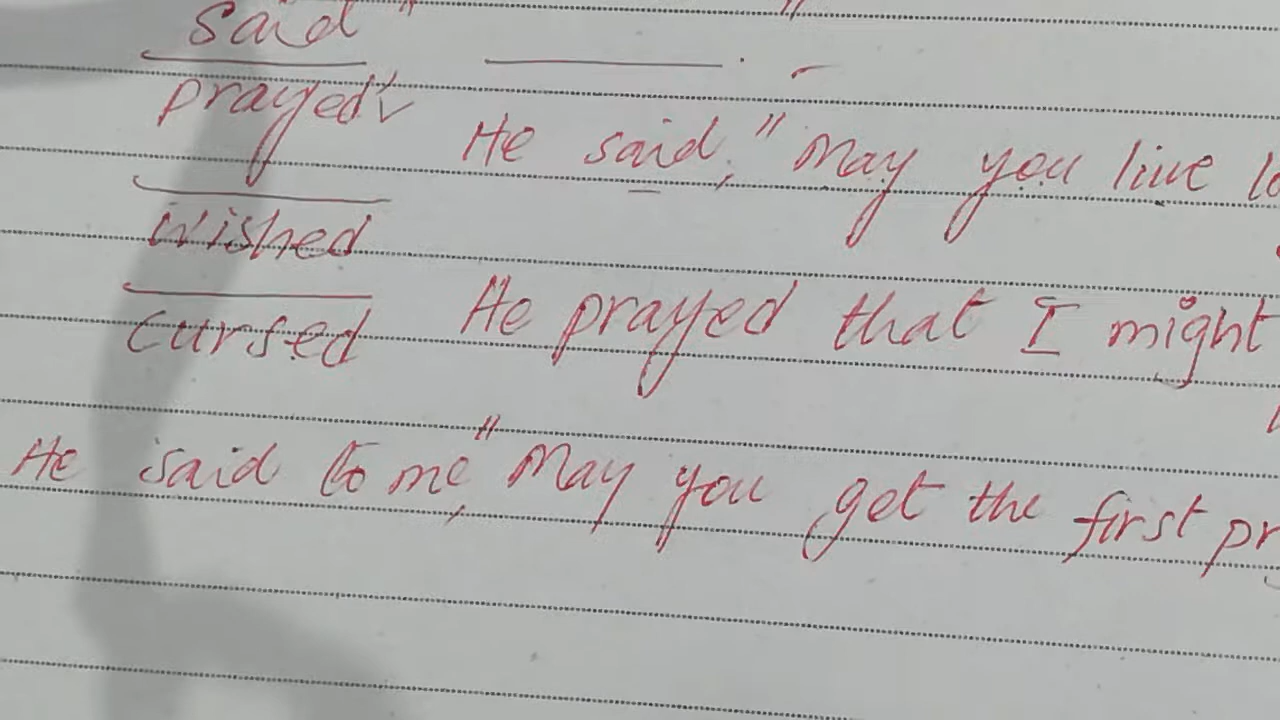 said " "
prayed ✓
He said, " May you live
wished
cursed
He prayed that I might
He said to me, " May you get the first